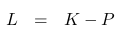 L = K − P